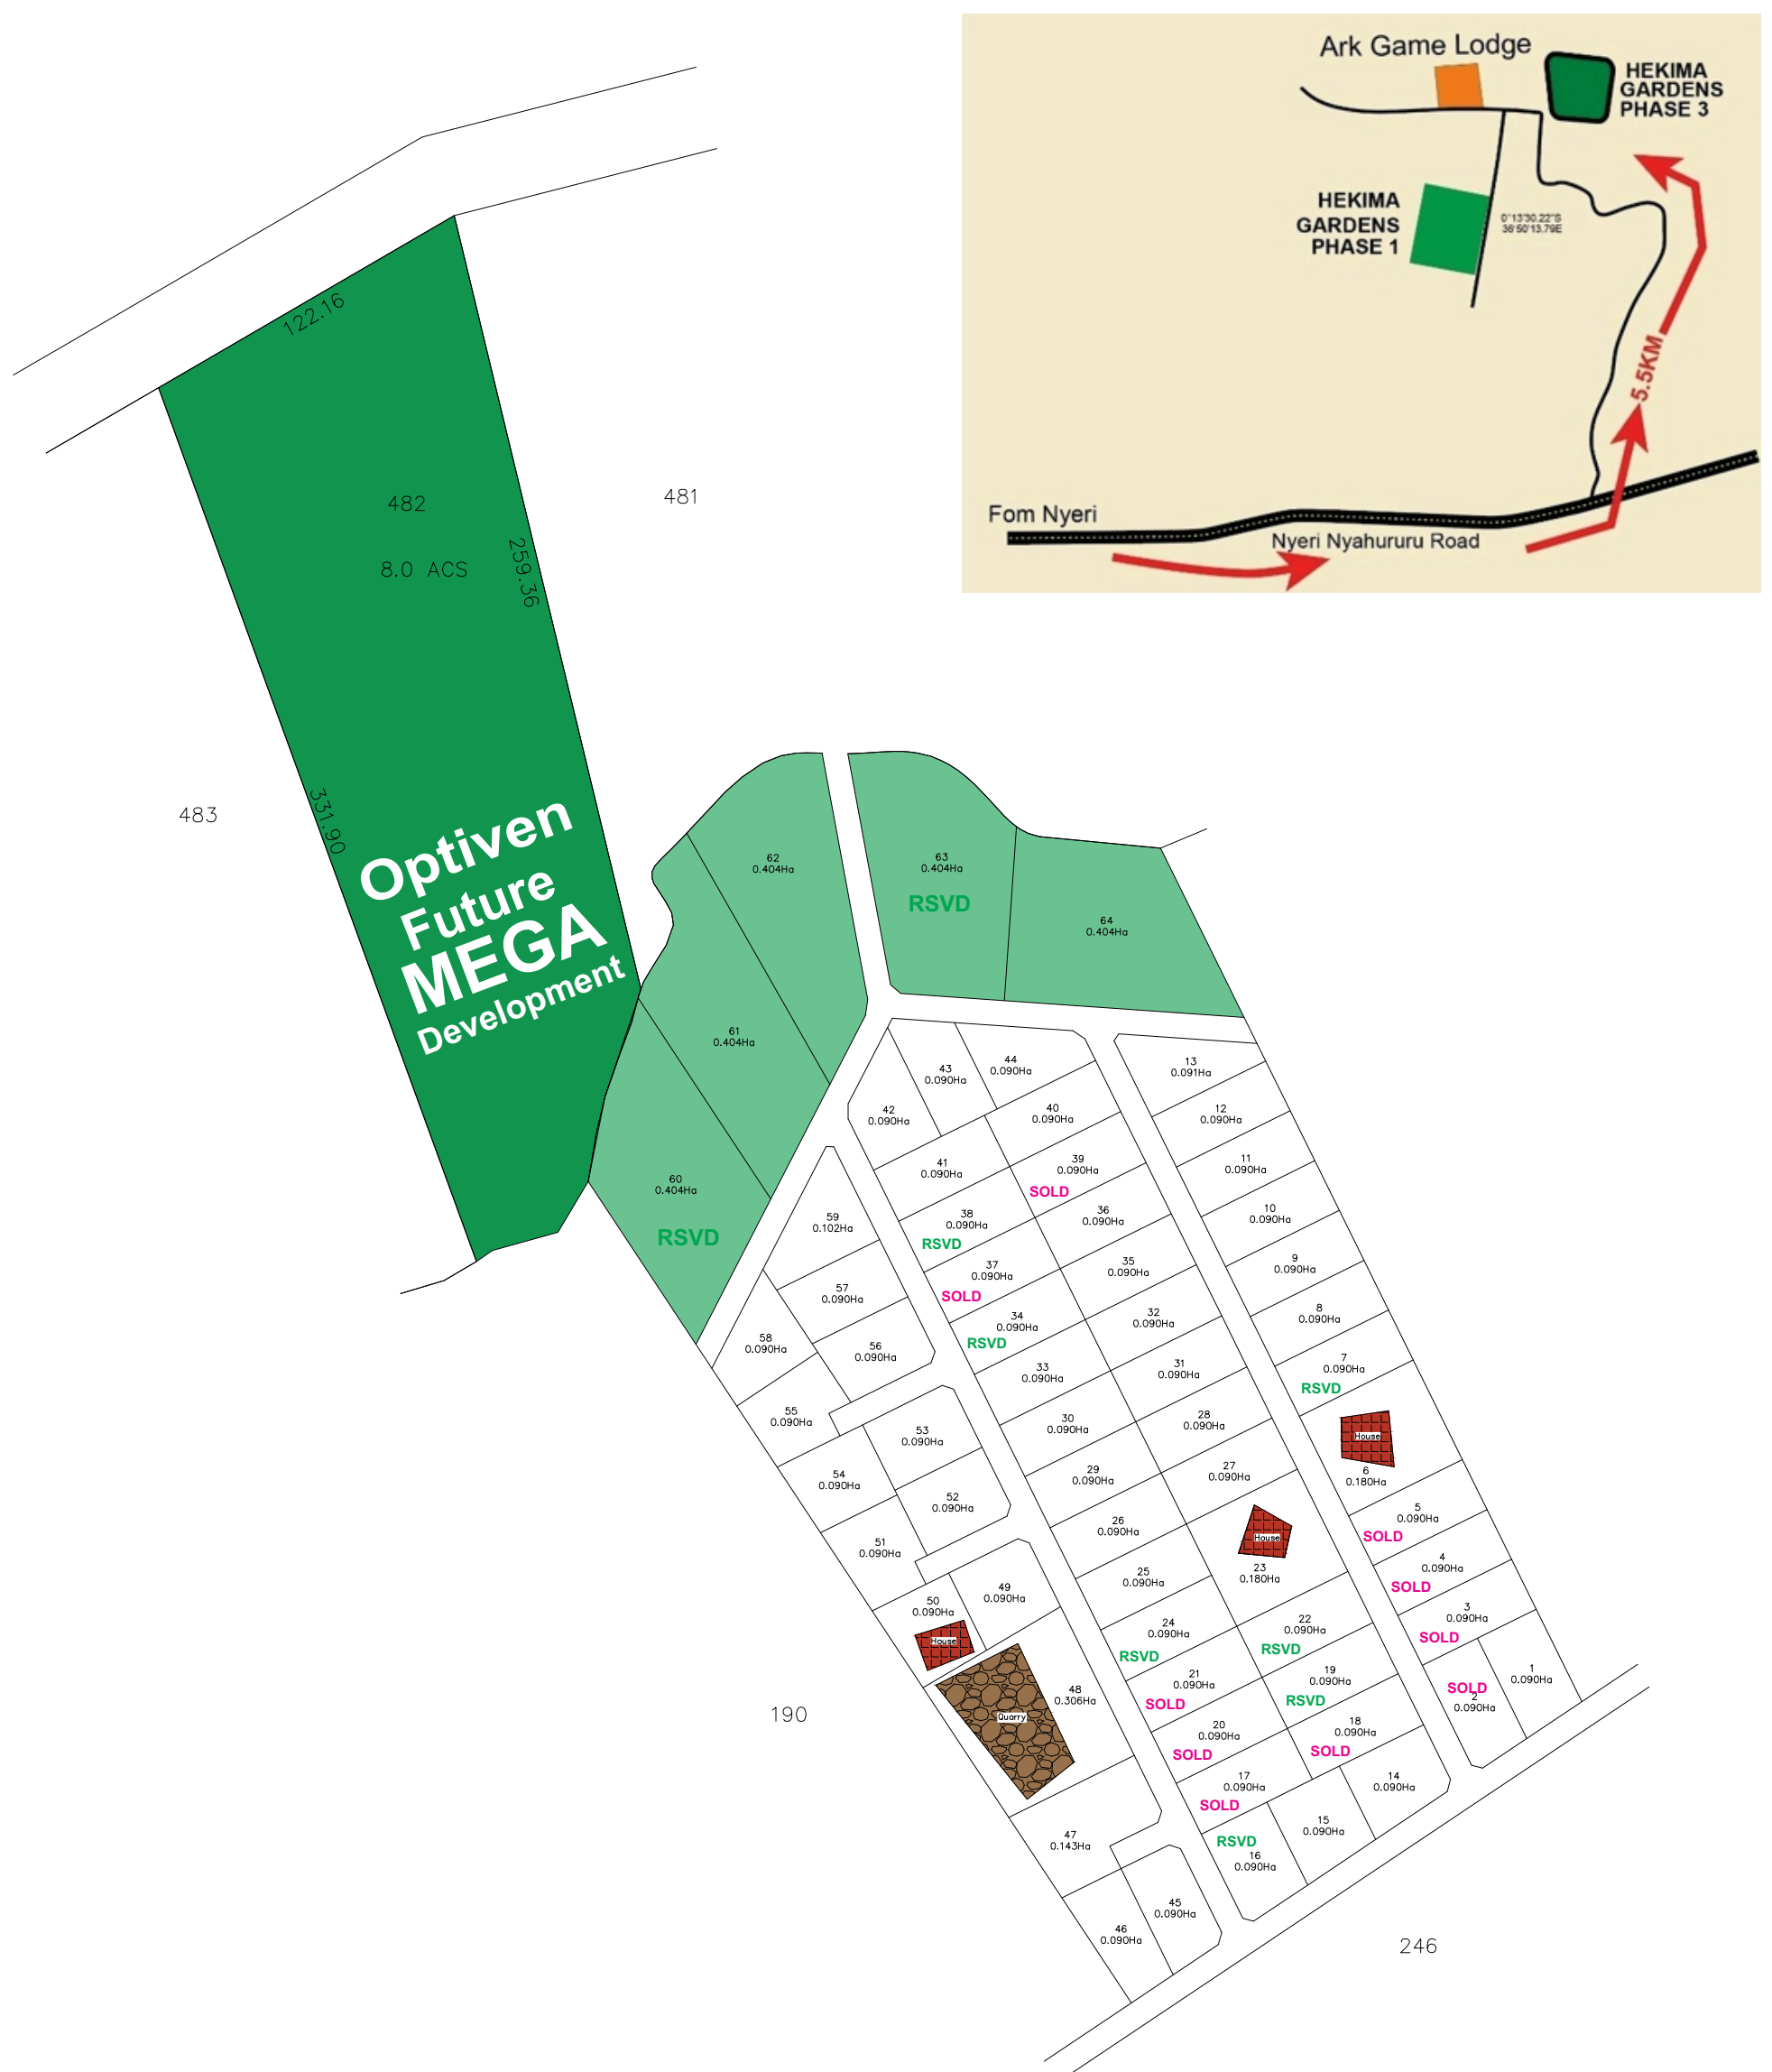 Ark Game Lodge
HEKIMA
GARDENS
PHASE 3
HEKIMA
GARDENS
PHASE 1
0°13'30.22"S
36°50'13.79E
5.5KM
Fom Nyeri
Nyeri Nyahururu Road
122.16
482
8.0 ACS
259.36
481
483
331.90
Optiven
Future
MEGA
Development
62
0.404Ha
63
0.404Ha
RSVD
64
0.404Ha
61
0.404Ha
60
0.404Ha
RSVD
43
0.090Ha
44
0.090Ha
42
0.090Ha
40
0.090Ha
41
0.090Ha
39
0.090Ha
SOLD
38
0.090Ha
RSVD
36
0.090Ha
37
0.090Ha
SOLD
35
0.090Ha
34
0.090Ha
RSVD
32
0.090Ha
33
0.090Ha
31
0.090Ha
30
0.090Ha
28
0.090Ha
29
0.090Ha
27
0.090Ha
26
0.090Ha
House
23
0.180Ha
25
0.090Ha
24
0.090Ha
RSVD
22
0.090Ha
RSVD
21
0.090Ha
SOLD
19
0.090Ha
RSVD
20
0.090Ha
SOLD
18
0.090Ha
SOLD
17
0.090Ha
SOLD
14
0.090Ha
15
0.090Ha
RSVD
16
0.090Ha
13
0.091Ha
12
0.090Ha
11
0.090Ha
10
0.090Ha
9
0.090Ha
8
0.090Ha
7
0.090Ha
RSVD
House
6
0.180Ha
5
0.090Ha
SOLD
4
0.090Ha
SOLD
3
0.090Ha
SOLD
SOLD
2
0.090Ha
1
0.090Ha
59
0.102Ha
57
0.090Ha
58
0.090Ha
56
0.090Ha
55
0.090Ha
53
0.090Ha
54
0.090Ha
52
0.090Ha
51
0.090Ha
49
0.090Ha
50
0.090Ha
House
48
0.306Ha
Quarry
47
0.143Ha
45
0.090Ha
46
0.090Ha
190
246